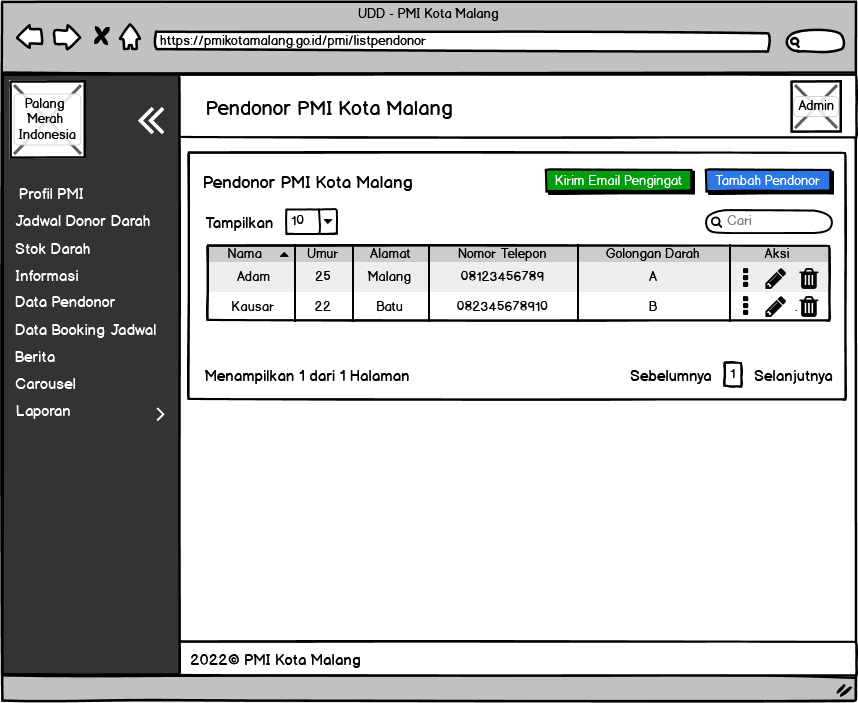 UDD - PMI Kota Malang
https://pmikotamalang.go.id/pmi/listpendonor
Palang
Merah
Indonesia
Pendonor PMI Kota Malang
Admin
Profil PMI
Jadwal Donor Darah
Stok Darah
Informasi
Data Pendonor
Data Booking Jadwal
Berita
Carousel
Laporan
Pendonor PMI Kota Malang
Kirim Email Pengingat
Tambah Pendonor
Tampilkan 10
Cari
Nama Umur Alamat Nomor Telepon Golongan Darah Aksi
Adam 25 Malang 08123456789 A
Kausar 22 Batu 082345678910 B
Menampilkan 1 dari 1 Halaman
Sebelumnya 1 Selanjutnya
2022© PMI Kota Malang